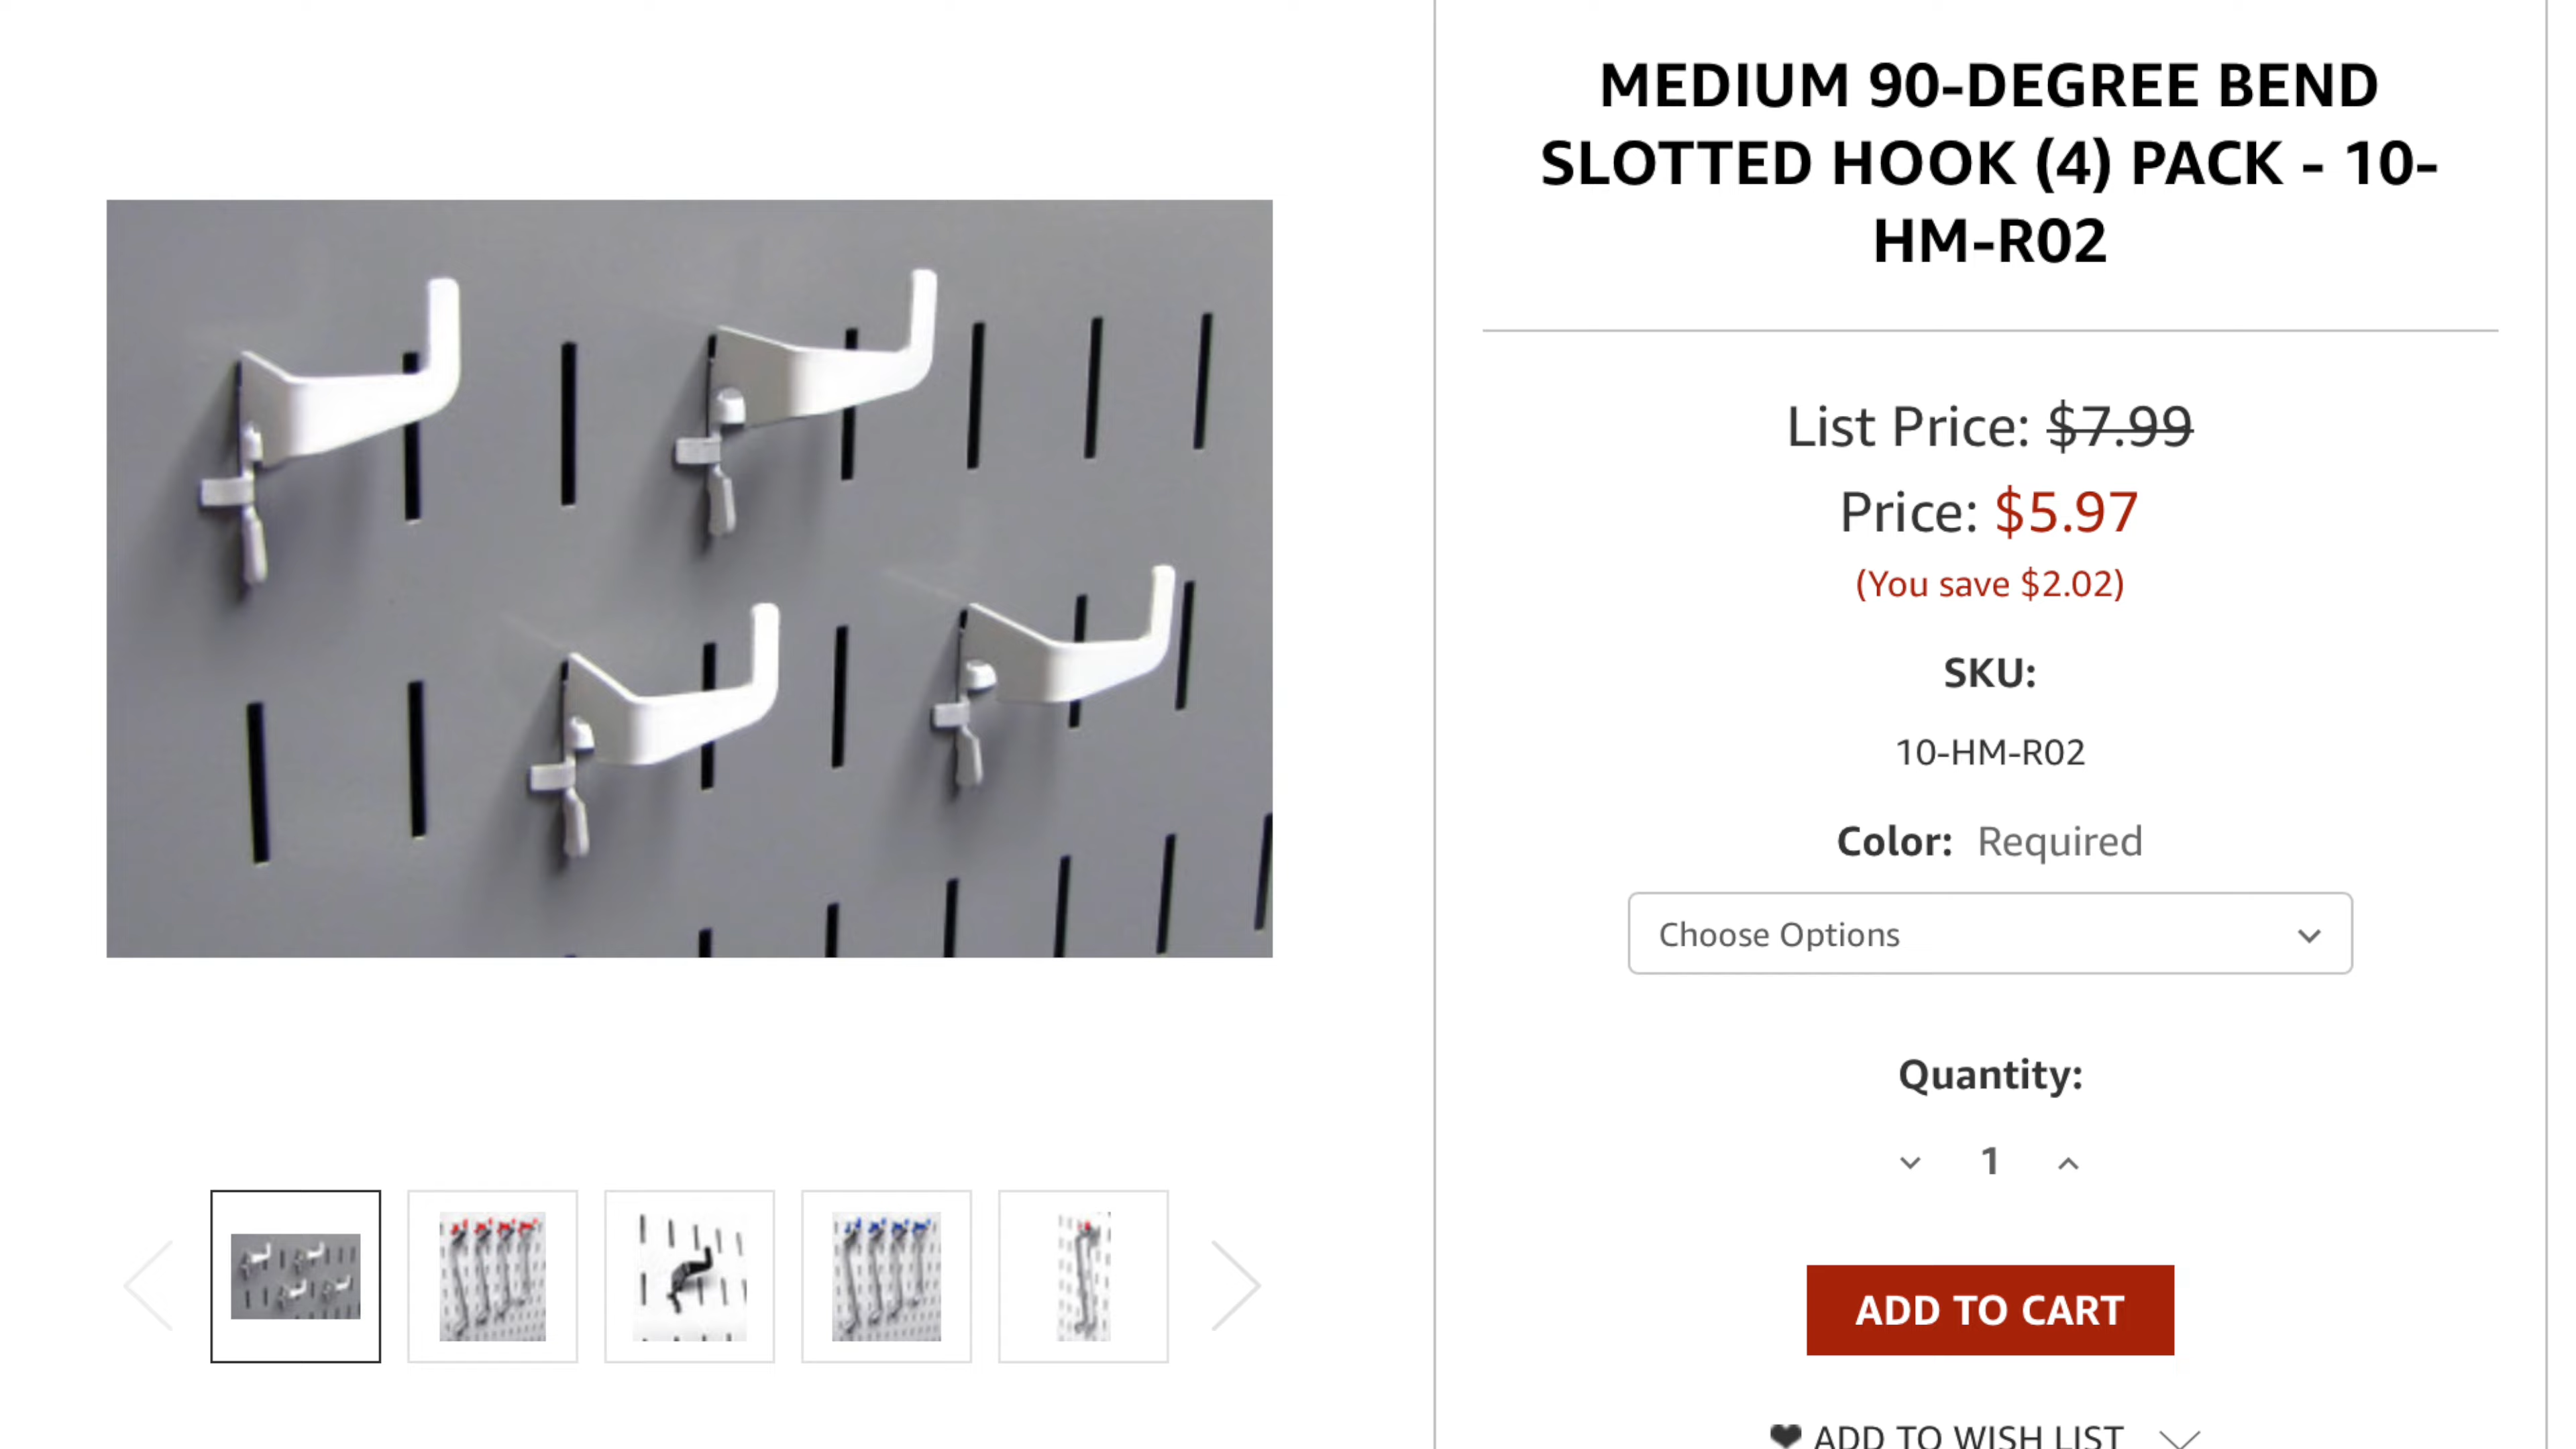 MEDIUM 90-DEGREE BEND
SLOTTED HOOK (4) PACK - 10-
HM-R02
List Price: $7.99
Price: $5.97
(You save $2.02)
SKU:
10-HM-R02
Color: Required
Choose Options
Quantity:
1
ADD TO CART
ADD TO WISH LIST